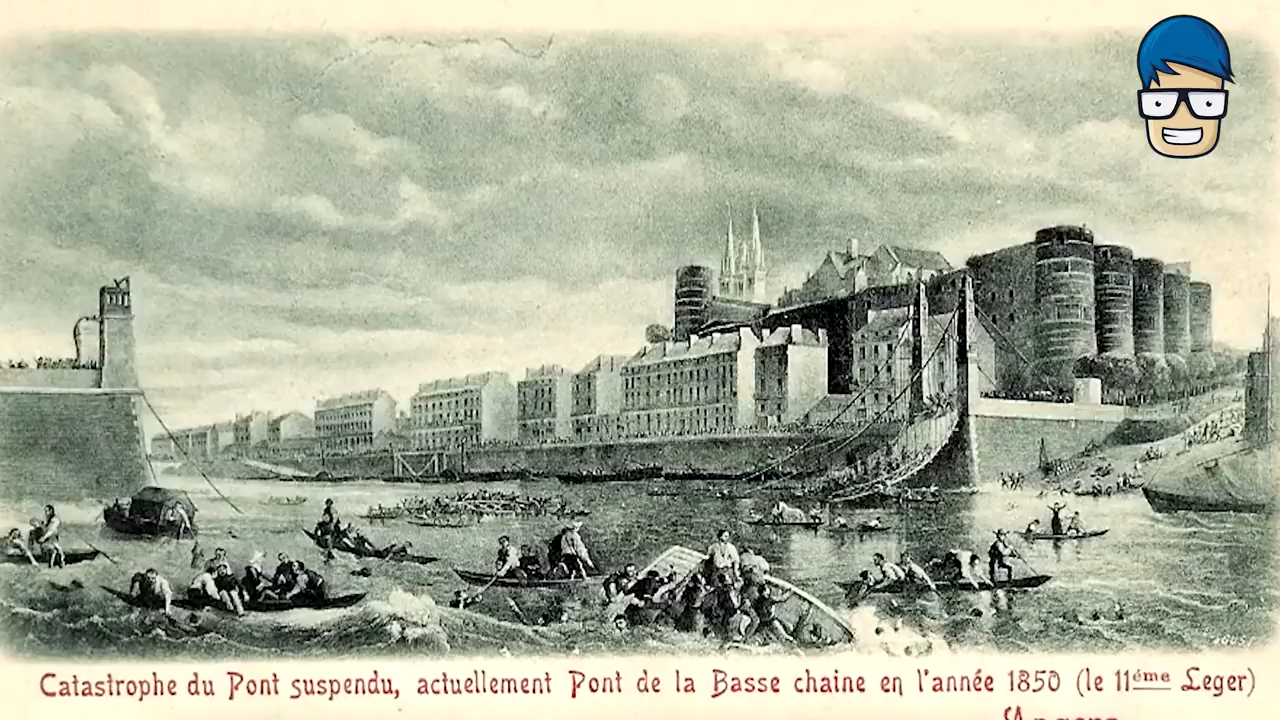 Catastrophe du Pont suspendu, actuellement Pont de la Basse chaine en l'année 1850 (le 11ème Leger)